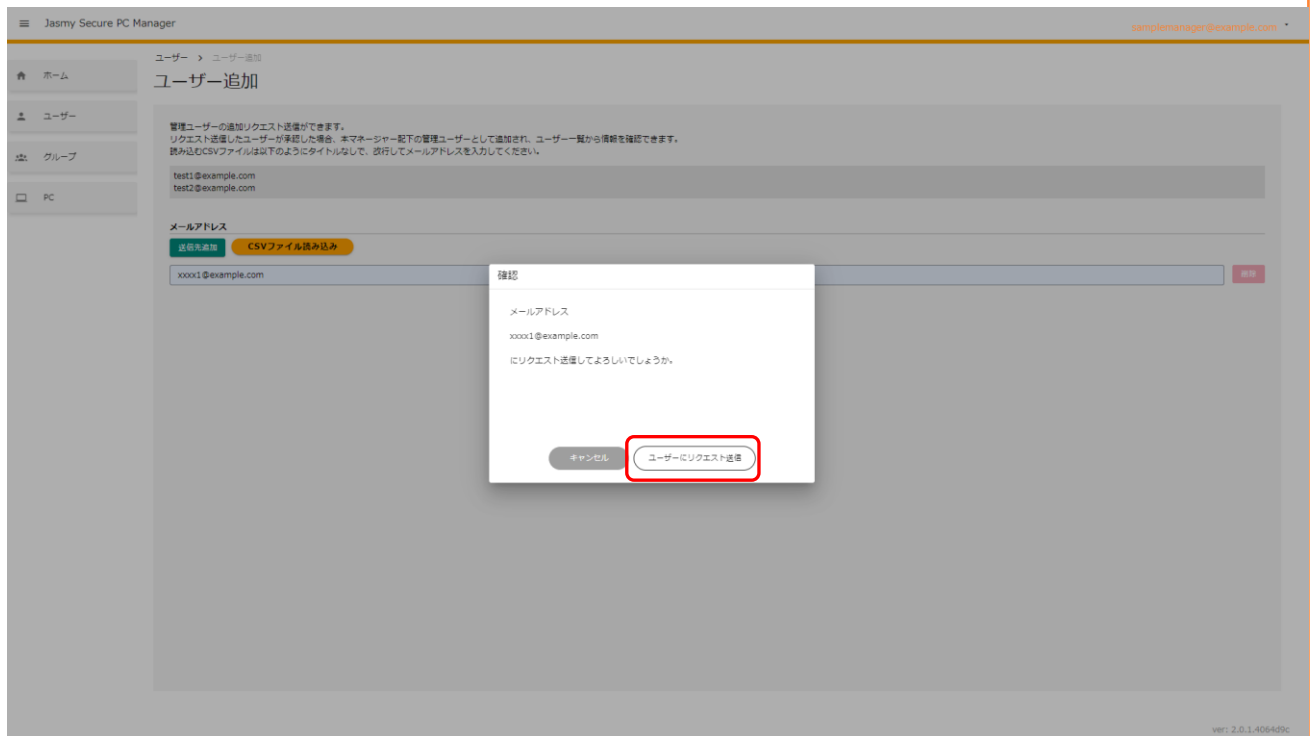 Jasmy Secure PC Manager
samplemanager@example.com
ホーム
ユーザー
グループ
PC
ユーザー > ユーザー追加
ユーザー追加
管理ユーザーの追加リクエスト送信ができます。
リクエスト送信したユーザーが承認した場合、本マネージャー配下の管理ユーザーとして追加され、ユーザー一覧から情報を確認できます。
読み込むCSVファイルは以下のようにタイトルなしで、改行してメールアドレスを入力してください。
test1@example.com
test2@example.com
メールアドレス
送信先追加 CSVファイル読み込み
xxxx1@example.com 削除
確認
メールアドレス
xxxx1@example.com
にリクエスト送信してよろしいでしょうか。
キャンセル ユーザーにリクエスト送信
ver: 2.0.1.4064d9c